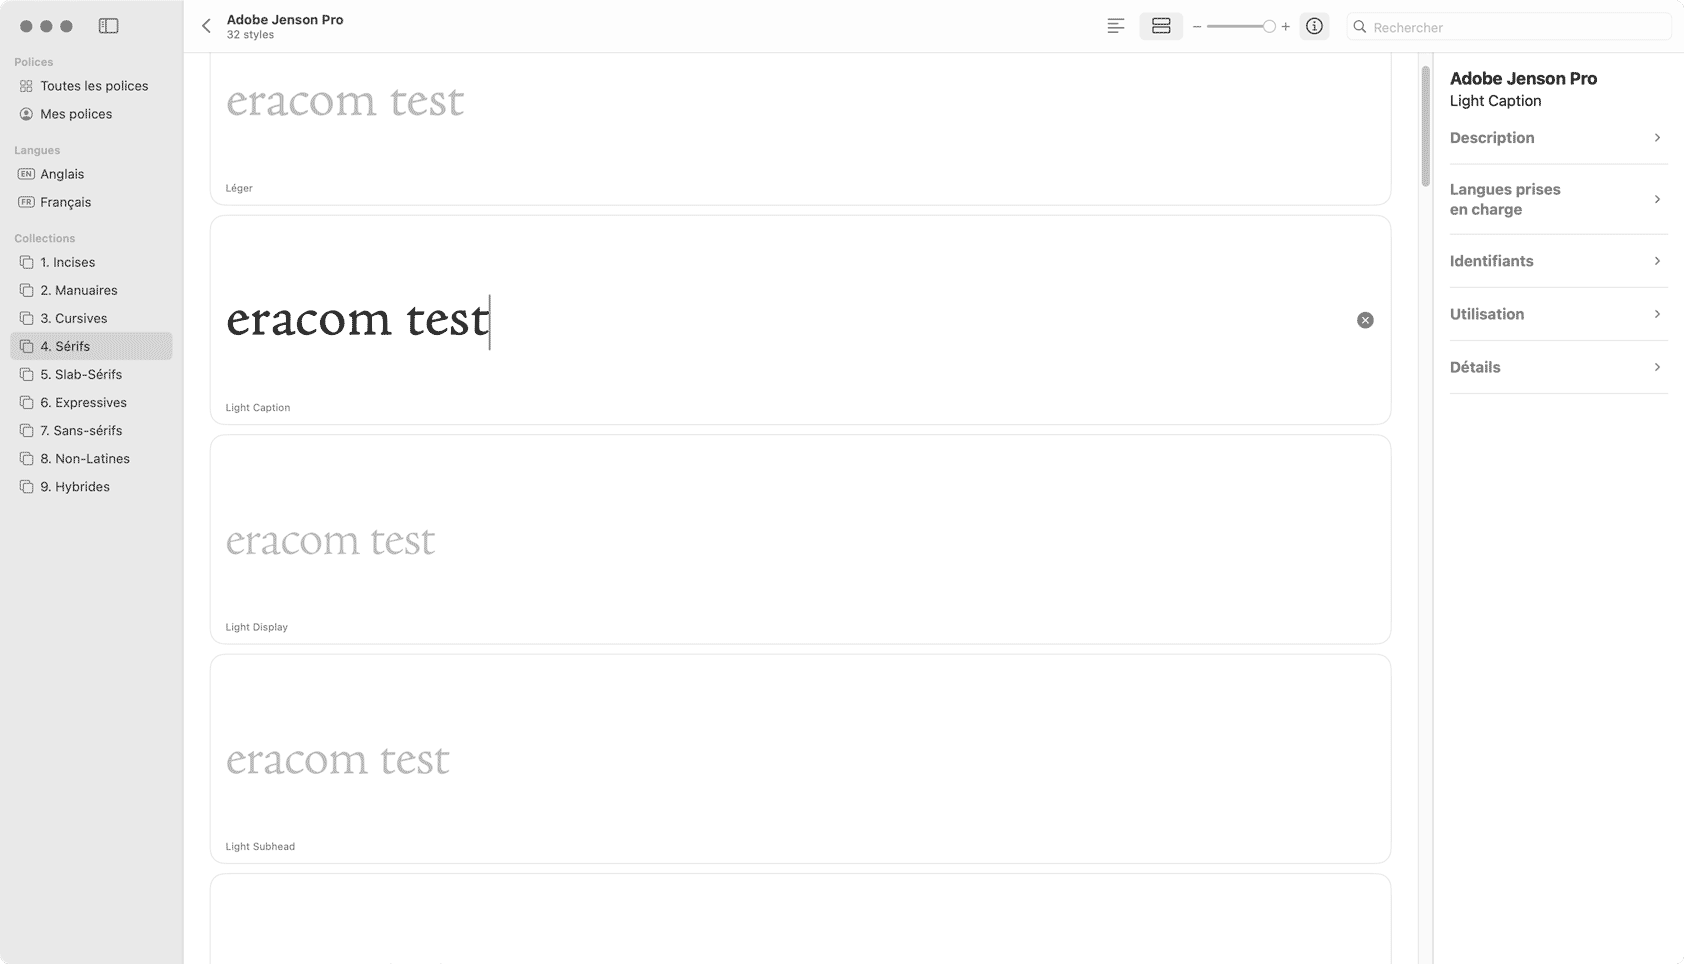 Adobe Jenson Pro
32 styles
Rechercher
Polices
Toutes les polices
Mes polices
Langues
EN Anglais
FR Français
Collections
1. Incises
2. Manuaires
3. Cursives
4. Sérifs
5. Slab-Sérifs
6. Expressives
7. Sans-sérifs
8. Non-Latines
9. Hybrides
eracom test
Léger
eracom test
Light Caption
eracom test
Light Display
eracom test
Light Subhead
Adobe Jenson Pro
Light Caption
Description
Langues prises
en charge
Identifiants
Utilisation
Détails